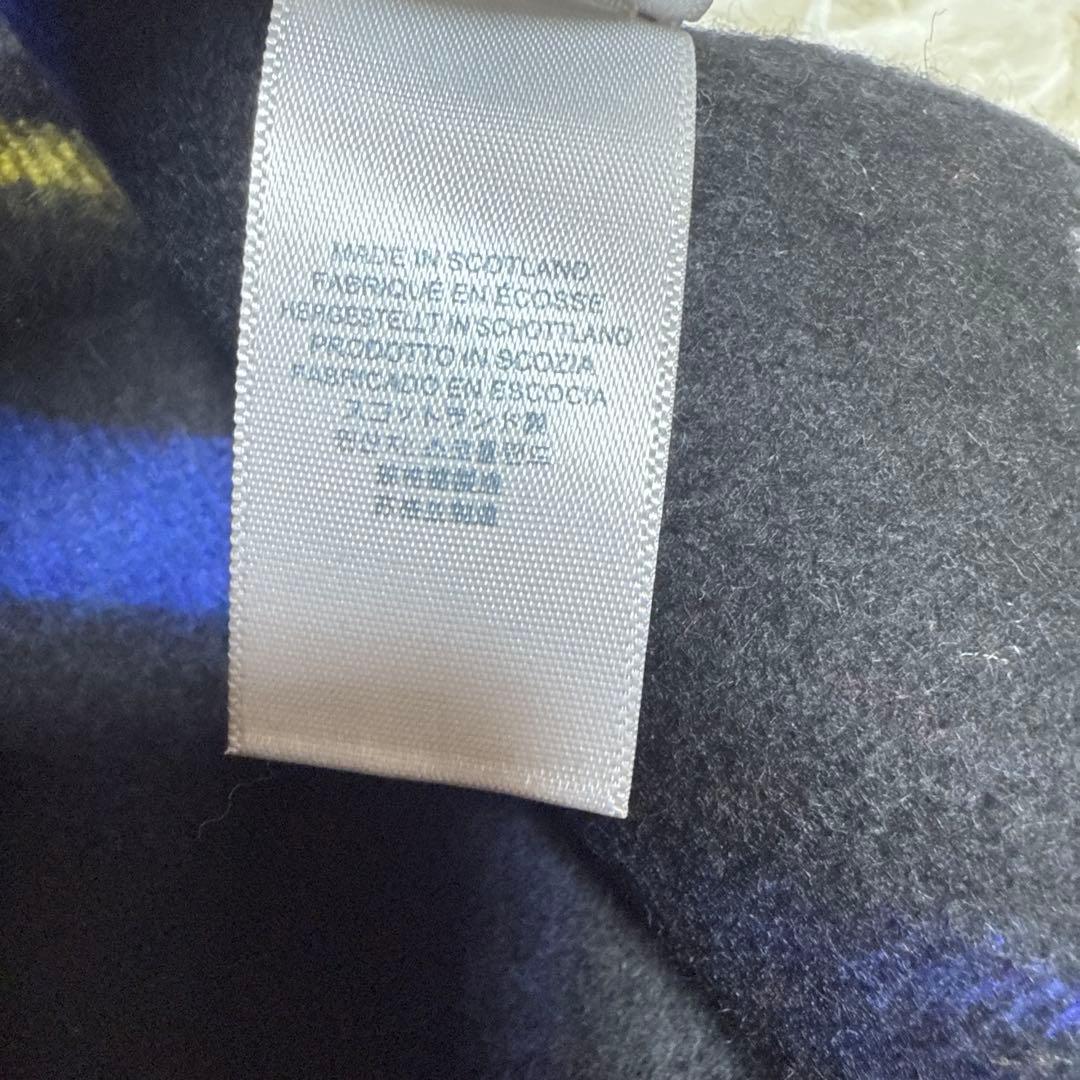 MADE IN SCOTLAND
FABRIQUÉ EN ÉCOSSE
HERGESTELLT IN SCHOTTLAND
PRODOTTO IN SCOZIA
FABRICADO EN ESCOCIA
スコットランド製